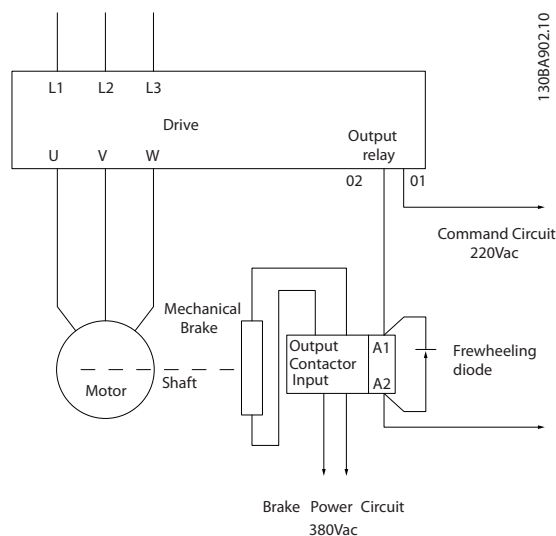 130BA902.10
L1 L2 L3
Drive
U V W
Output
relay
02 01
Command Circuit
220Vac
Mechanical
Brake
Output
Contactor
Input
A1
A2
Frewheeling
diode
Motor
Shaft
Brake Power Circuit
380Vac